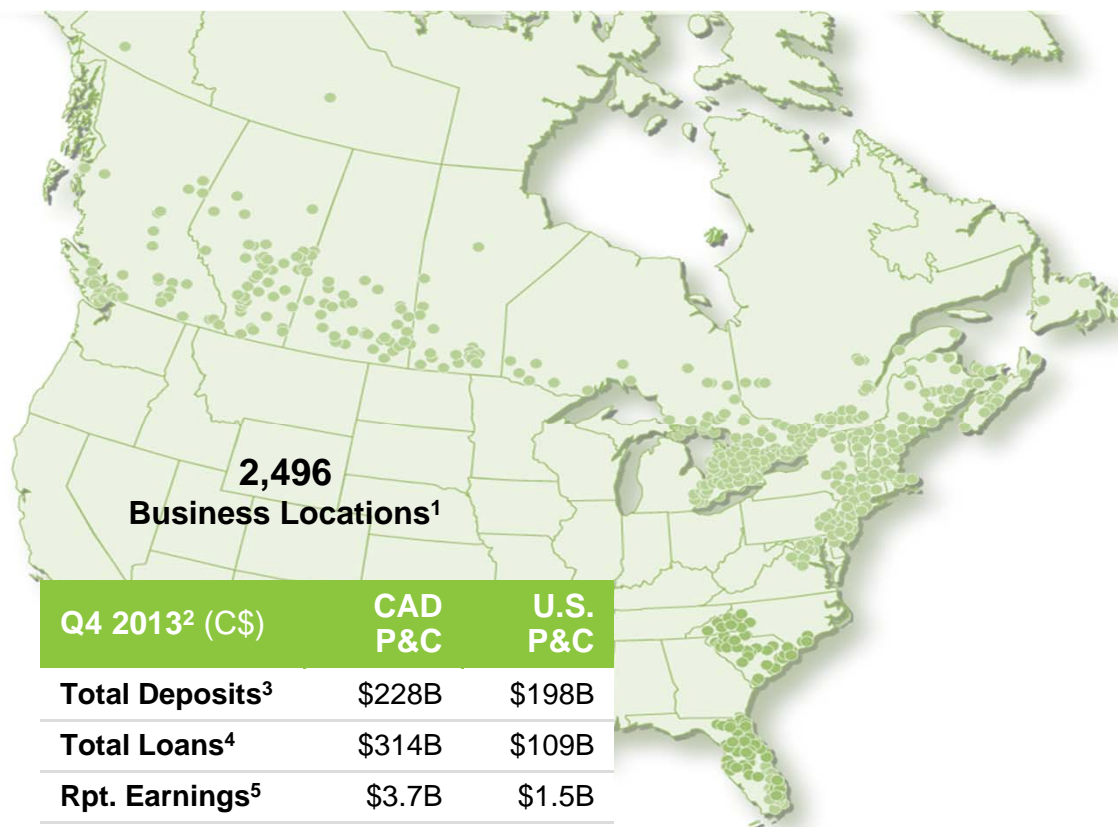 2,496
Business Locations¹
Q4 2013² (C$) CAD P&C U.S. P&C
Total Deposits³ $228B $198B
Total Loans⁴ $314B $109B
Rpt. Earnings⁵ $3.7B $1.5B